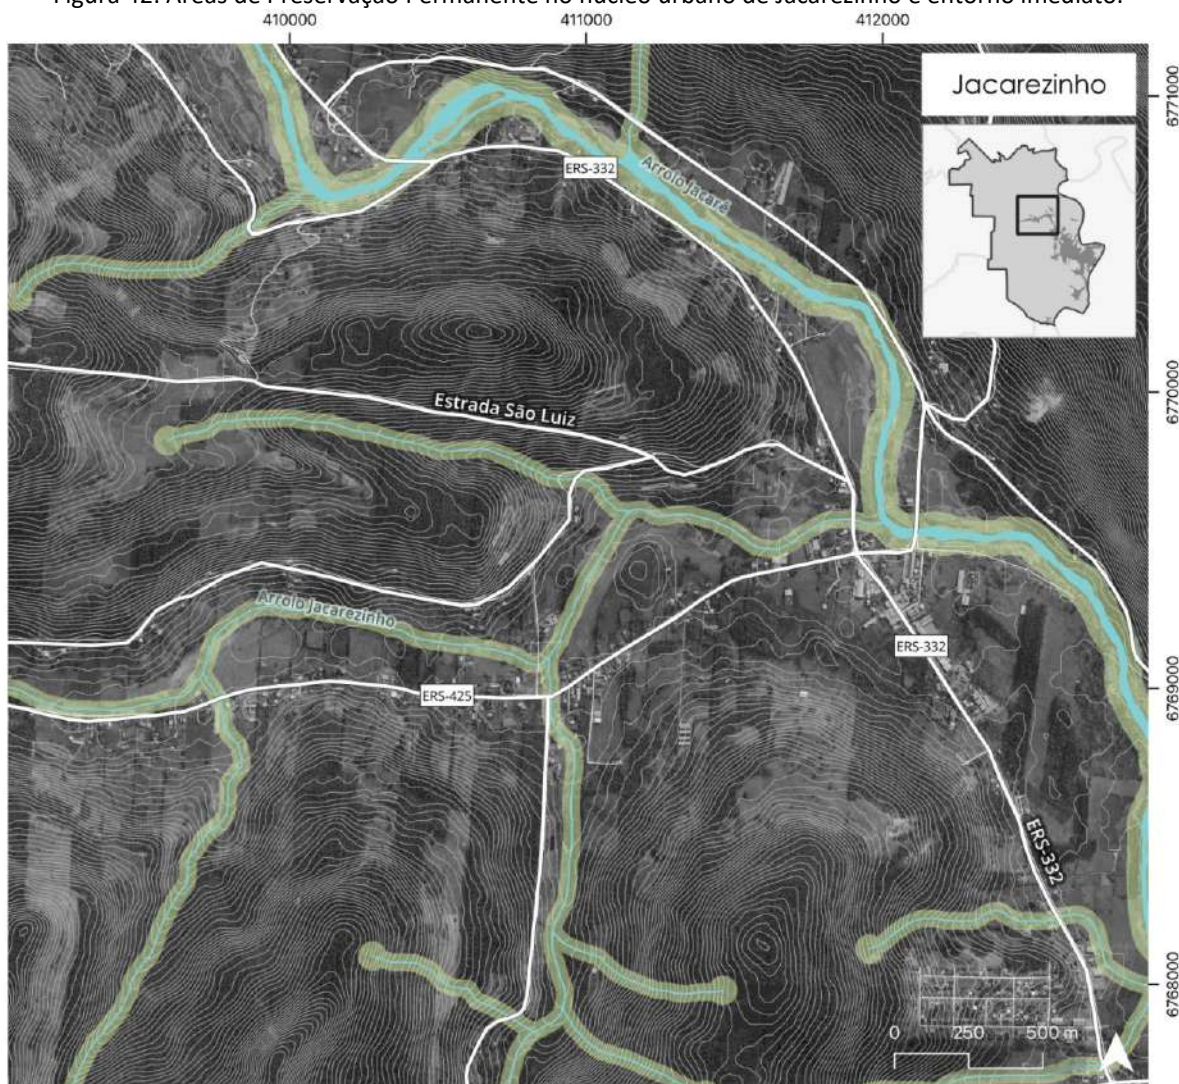 Figura 42: Áreas de Preservação Permanente no núcleo urbano de Jacarezinho e entorno imediato.
410000 411000 412000
Jacarezinho
6771000
ERS-332
Arroio Jacaré
6770000
Estrada São Luiz
Arroio Jacarezinho
ERS-332
ERS-425
6769000
ERS-332
6768000
0 250 500 m